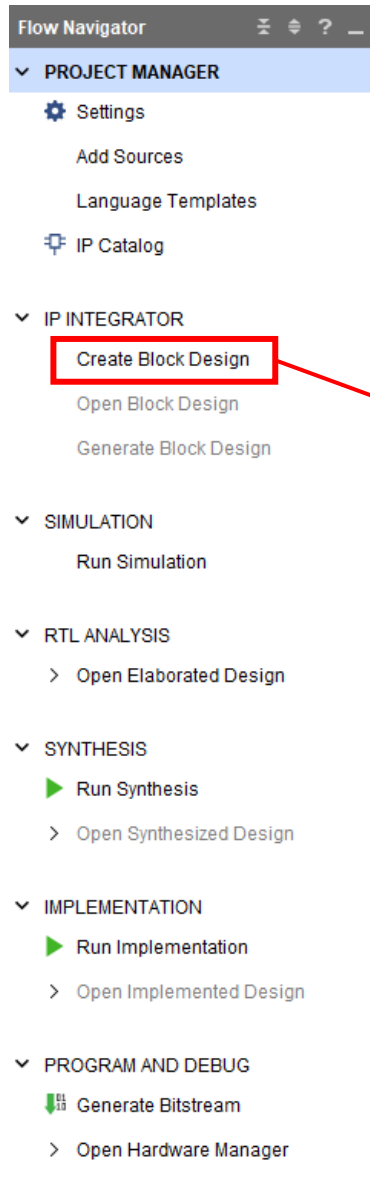 Flow Navigator ?
PROJECT MANAGER
Settings
Add Sources
Language Templates
IP Catalog
IP INTEGRATOR
Create Block Design
Open Block Design
Generate Block Design
SIMULATION
Run Simulation
RTL ANALYSIS
Open Elaborated Design
SYNTHESIS
Run Synthesis
Open Synthesized Design
IMPLEMENTATION
Run Implementation
Open Implemented Design
PROGRAM AND DEBUG
Generate Bitstream
Open Hardware Manager